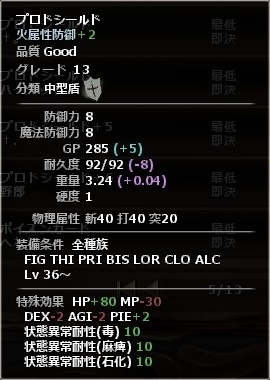 プロトシールド
火属性防御+2
品質 Good
グレード 13
分類 中型盾
防御力 8
魔法防御力 8
GP 285 (+5)
耐久度 92/92 (-8)
重量 3.24 (+0.04)
硬度 1
物理属性 斬40 打40 突20
装備条件 全種族
FIG THI PRI BIS LOR CLO ALC
Lv 36～
5/13
特殊効果 HP+80 MP-30
DEX-2 AGI-2 PIE+2
状態異常耐性(毒) 10
状態異常耐性(麻痺) 10
状態異常耐性(石化) 10